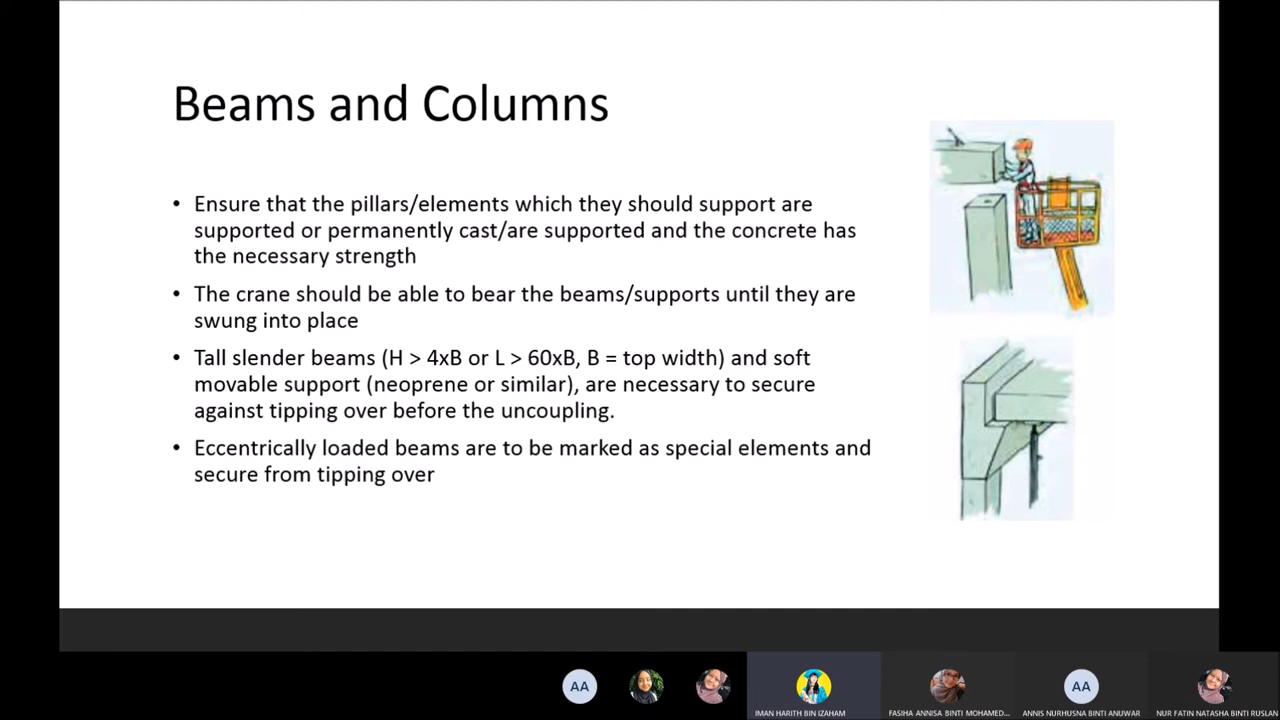 Beams and Columns
• Ensure that the pillars/elements which they should support are
supported or permanently cast/are supported and the concrete has
the necessary strength
• The crane should be able to bear the beams/supports until they are
swung into place
• Tall slender beams (H > 4xB or L > 60xB, B = top width) and soft
movable support (neoprene or similar), are necessary to secure
against tipping over before the uncoupling.
• Eccentrically loaded beams are to be marked as special elements and
secure from tipping over
AA
AA
IMAN HARITH BIN IZAHAM
FASIHA ANNISA BINTI MOHAMED...
ANNIS NURHUSNA BINTI ANUWAR
NUR FATIN NATASHA BINTI RUSLAN